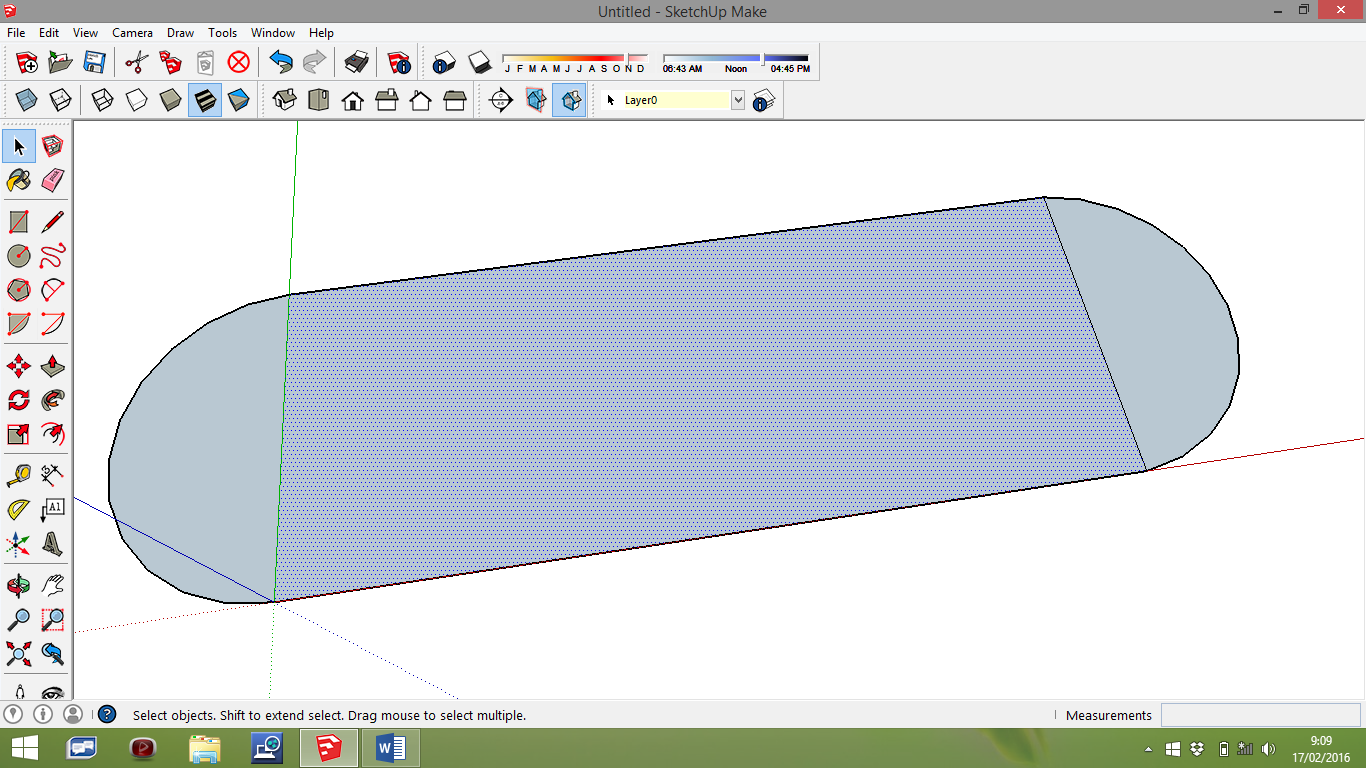 Untitled - SketchUp Make
File Edit View Camera Draw Tools Window Help
J F M A M J J A S O N D
06:43 AM Noon 04:45 PM
Layer0
A1
Select objects. Shift to extend select. Drag mouse to select multiple.
Measurements
9:09
17/02/2016